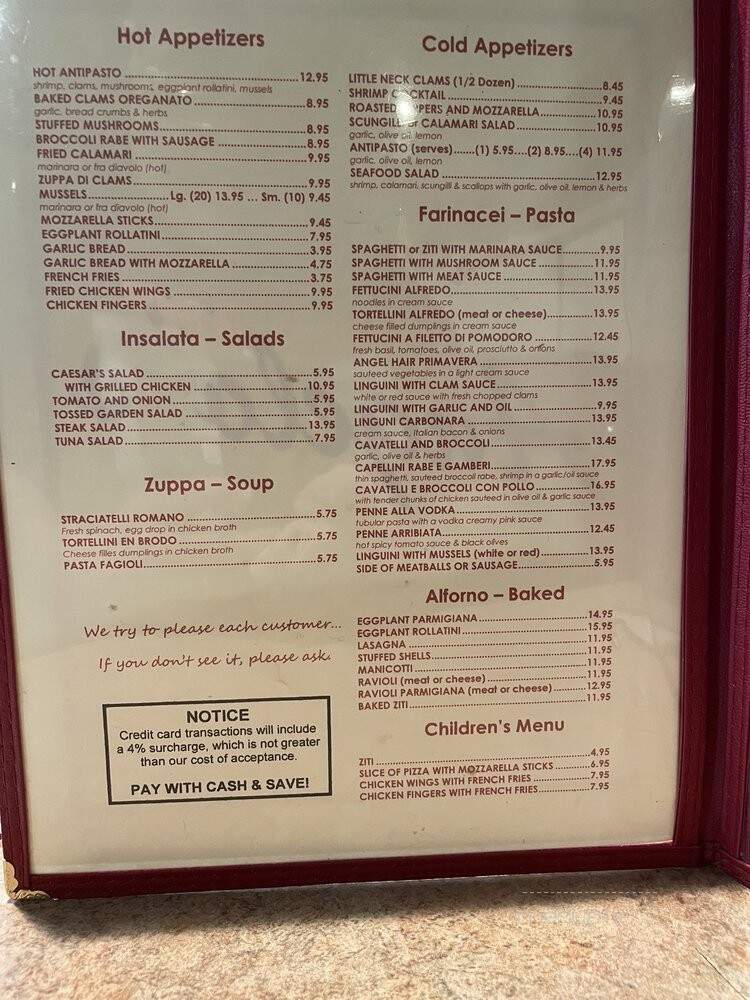 Hot Appetizers
HOT ANTIPASTO ........ 12.95
shrimp, clams, mushrooms, eggplant rollatini, mussels
BAKED CLAMS OREGANATO ........ 8.95
garlic, bread crumbs & herbs
STUFFED MUSHROOMS ........ 8.95
BROCCOLI RABE WITH SAUSAGE ........ 8.95
FRIED CALAMARI ........ 9.95
marinara or fra diavolo (hot)
ZUPPA DI CLAMS ........ 9.95
MUSSELS ........ Lg. (20) 13.95 ... Sm. (10) 9.45
marinara or fra diavolo (hot)
MOZZARELLA STICKS ........ 9.45
EGGPLANT ROLLATINI ........ 7.95
GARLIC BREAD ........ 3.95
GARLIC BREAD WITH MOZZARELLA ........ 4.75
FRENCH FRIES ........ 3.75
FRIED CHICKEN WINGS ........ 9.95
CHICKEN FINGERS ........ 9.95
Insalata – Salads
CAESAR'S SALAD ........ 5.95
WITH GRILLED CHICKEN ........ 10.95
TOMATO AND ONION ........ 5.95
TOSSED GARDEN SALAD ........ 5.95
STEAK SALAD ........ 13.95
TUNA SALAD ........ 7.95
Zuppa – Soup
STRACIATELLI ROMANO ........ 5.75
Fresh spinach, egg drop in chicken broth
TORTELLINI EN BRODO ........ 5.75
Cheese filles dumplings in chicken broth
PASTA FAGIOLI ........ 5.75
We try to please each customer...
If you don't see it, please ask.
NOTICE
Credit card transactions will include
a 4% surcharge, which is not greater
than our cost of acceptance.
PAY WITH CASH & SAVE!
Cold Appetizers
LITTLE NECK CLAMS (1/2 Dozen) ........ 8.45
SHRIMP COCKTAIL ........ 9.45
ROASTED PEPPERS AND MOZZARELLA ........ 10.95
SCUNGILLI or CALAMARI SALAD ........ 10.95
garlic, olive oil, lemon
ANTIPASTO (serves) ....... (1) 5.95....(2) 8.95....(4) 11.95
garlic, olive oil, lemon
SEAFOOD SALAD ........ 12.95
shrimp, calamari, scungilli & scallops with garlic, olive oil, lemon & herbs
Farinacei – Pasta
SPAGHETTI or ZITI WITH MARINARA SAUCE ........ 9.95
SPAGHETTI WITH MUSHROOM SAUCE ........ 11.95
SPAGHETTI WITH MEAT SAUCE ........ 11.95
FETTUCINI ALFREDO ........ 13.95
noodles in cream sauce
TORTELLINI ALFREDO (meat or cheese) ........ 13.95
cheese filled dumplings in cream sauce
FETTUCINI A FILETTO DI POMODORO ........ 12.45
fresh basil, tomatoes, olive oil, prosciutto & onions
ANGEL HAIR PRIMAVERA ........ 13.95
sauteed vegetables in a light cream sauce
LINGUINI WITH CLAM SAUCE ........ 13.95
white or red sauce with fresh chopped clams
LINGUINI WITH GARLIC AND OIL ........ 9.95
LINGUNI CARBONARA ........ 13.95
cream sauce, Italian bacon & onions
CAVATELLI AND BROCCOLI ........ 13.45
garlic, olive oil & herbs
CAPELLINI RABE E GAMBERI ........ 17.95
thin spaghetti, sauteed broccoli rabe, shrimp in a garlic/oil sauce
CAVATELLI E BROCCOLI CON POLLO ........ 16.95
with tender chunks of chicken sauteed in olive oil & garlic sauce
PENNE ALLA VODKA ........ 13.95
tubular pasta with a vodka creamy pink sauce
PENNE ARRIBIATA ........ 12.45
hot spicy tomato sauce & black olives
LINGUINI WITH MUSSELS (white or red) ........ 13.95
SIDE OF MEATBALLS OR SAUSAGE ........ 5.95
Alforno – Baked
EGGPLANT PARMIGIANA ........ 14.95
EGGPLANT ROLLATINI ........ 15.95
LASAGNA ........ 11.95
STUFFED SHELLS ........ 11.95
MANICOTTI ........ 11.95
RAVIOLI (meat or cheese) ........ 11.95
RAVIOLI PARMIGIANA (meat or cheese) ........ 12.95
BAKED ZITI ........ 11.95
Children's Menu
ZITI ........ 4.95
SLICE OF PIZZA WITH MOZZARELLA STICKS ........ 6.95
CHICKEN WINGS WITH FRENCH FRIES ........ 7.95
CHICKEN FINGERS WITH FRENCH FRIES ........ 7.95